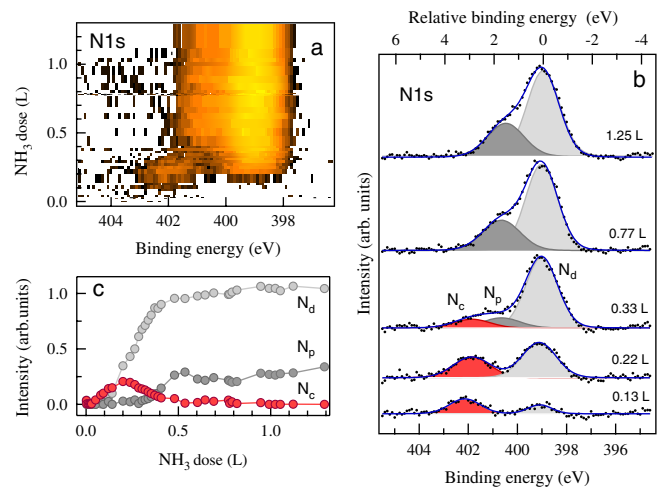 N1s
a
1.0
0.5
0.0
NH3 dose (L)
404 402 400 398
Binding energy (eV)
Relative binding energy (eV)
6 4 2 0 -2 -4
b
N1s
1.25 L
0.77 L
Nd
Nc Np
0.33 L
0.22 L
0.13 L
Intensity (arb. units)
404 402 400 398 396
Binding energy (eV)
c
1.0
0.5
0.0
Intensity (arb.units)
Nd
Np
Nc
0.0 0.5 1.0
NH3 dose (L)